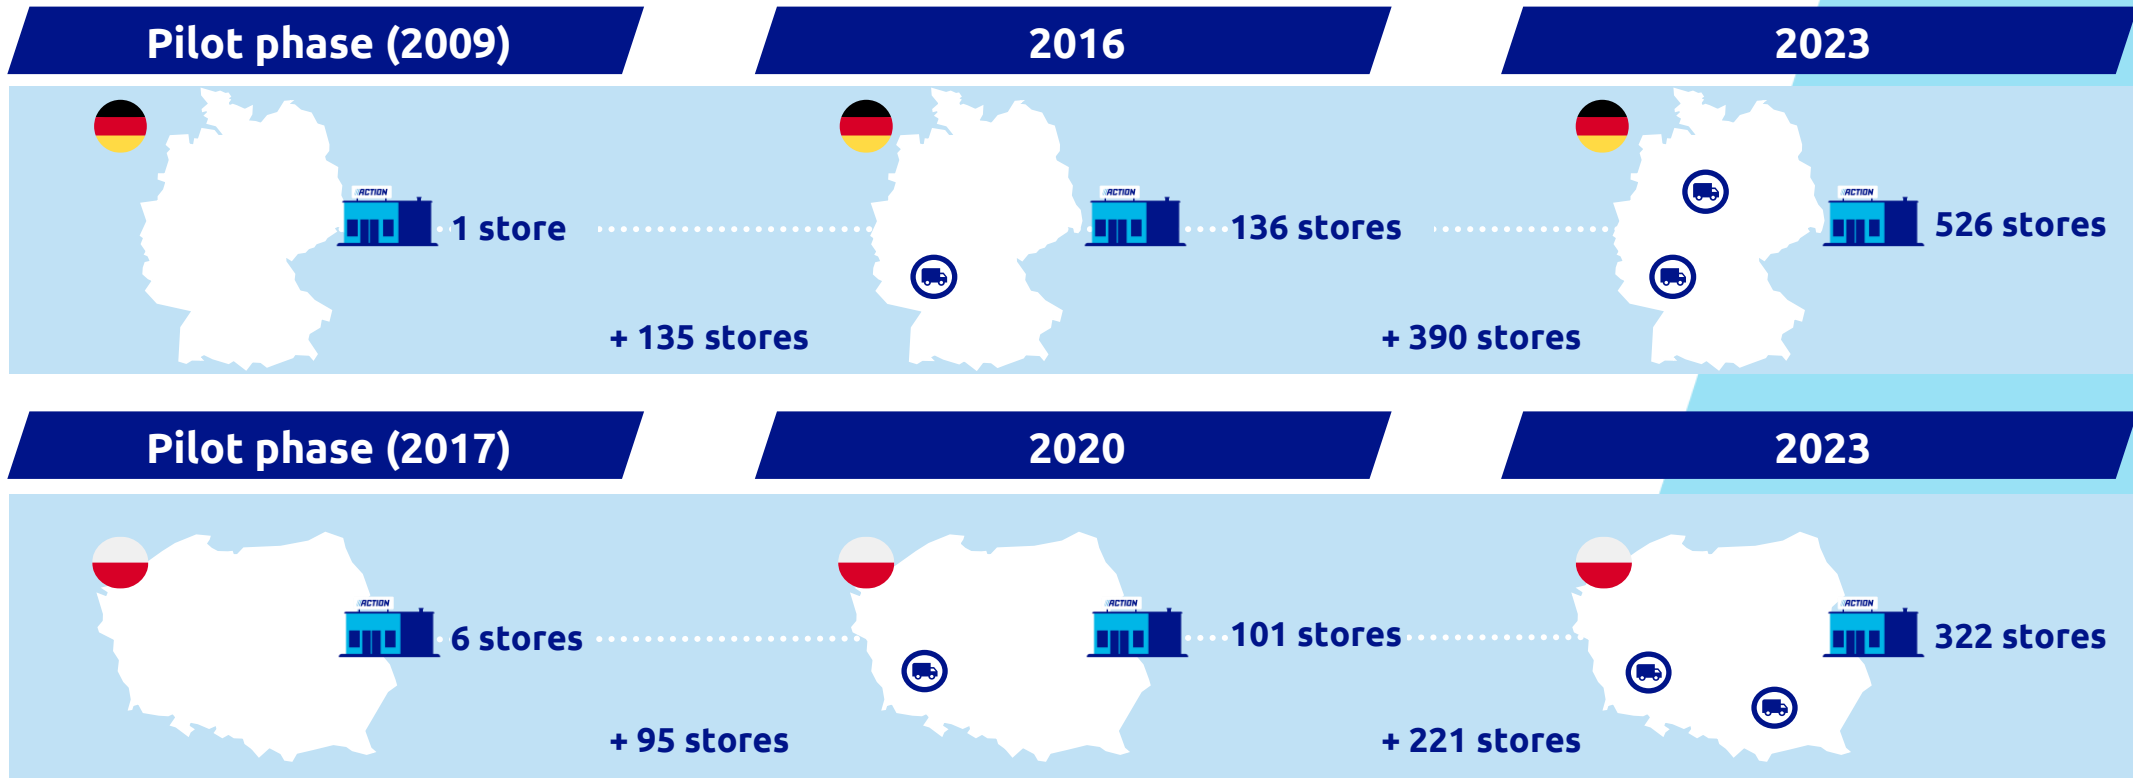 Pilot phase (2009)
2016
2023
ACTION
1 store
ACTION
136 stores
ACTION
526 stores
+ 135 stores
+ 390 stores
Pilot phase (2017)
2020
2023
ACTION
6 stores
ACTION
101 stores
ACTION
322 stores
+ 95 stores
+ 221 stores